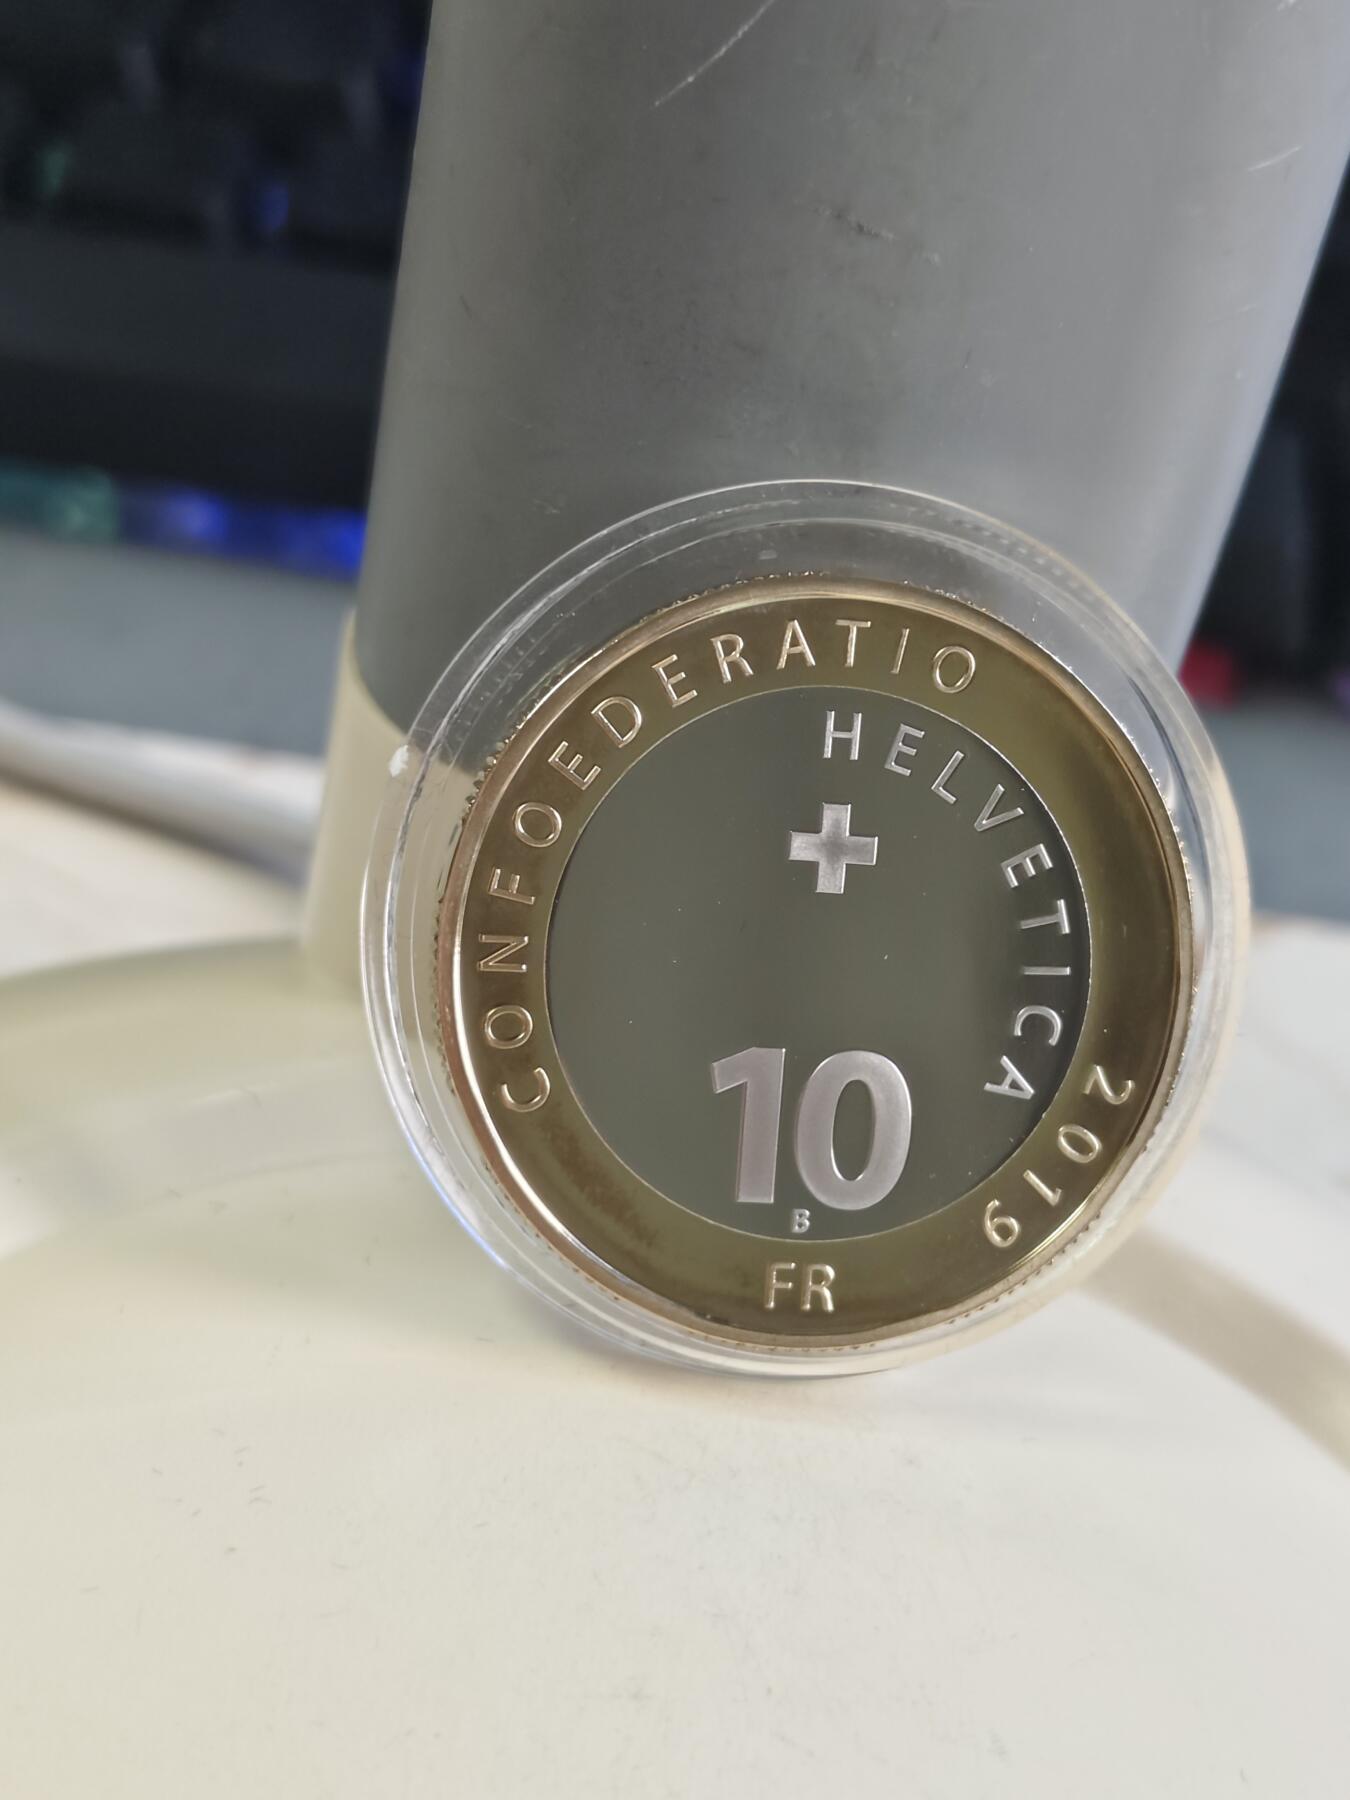 CONFOEDERATIO
HELVETICA
2019
10
B
FR